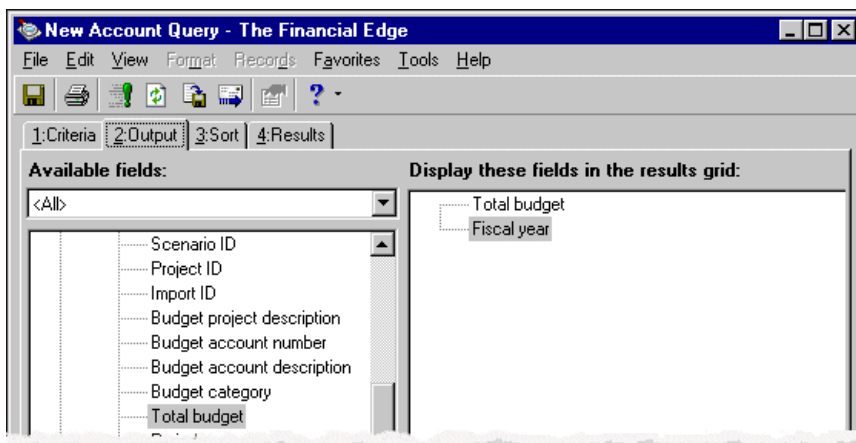 New Account Query - The Financial Edge
File Edit View Format Records Favorites Tools Help
1:Criteria 2:Output 3:Sort 4:Results
Available fields:
<All>
Scenario ID
Project ID
Import ID
Budget project description
Budget account number
Budget account description
Budget category
Total budget
Display these fields in the results grid:
Total budget
Fiscal year